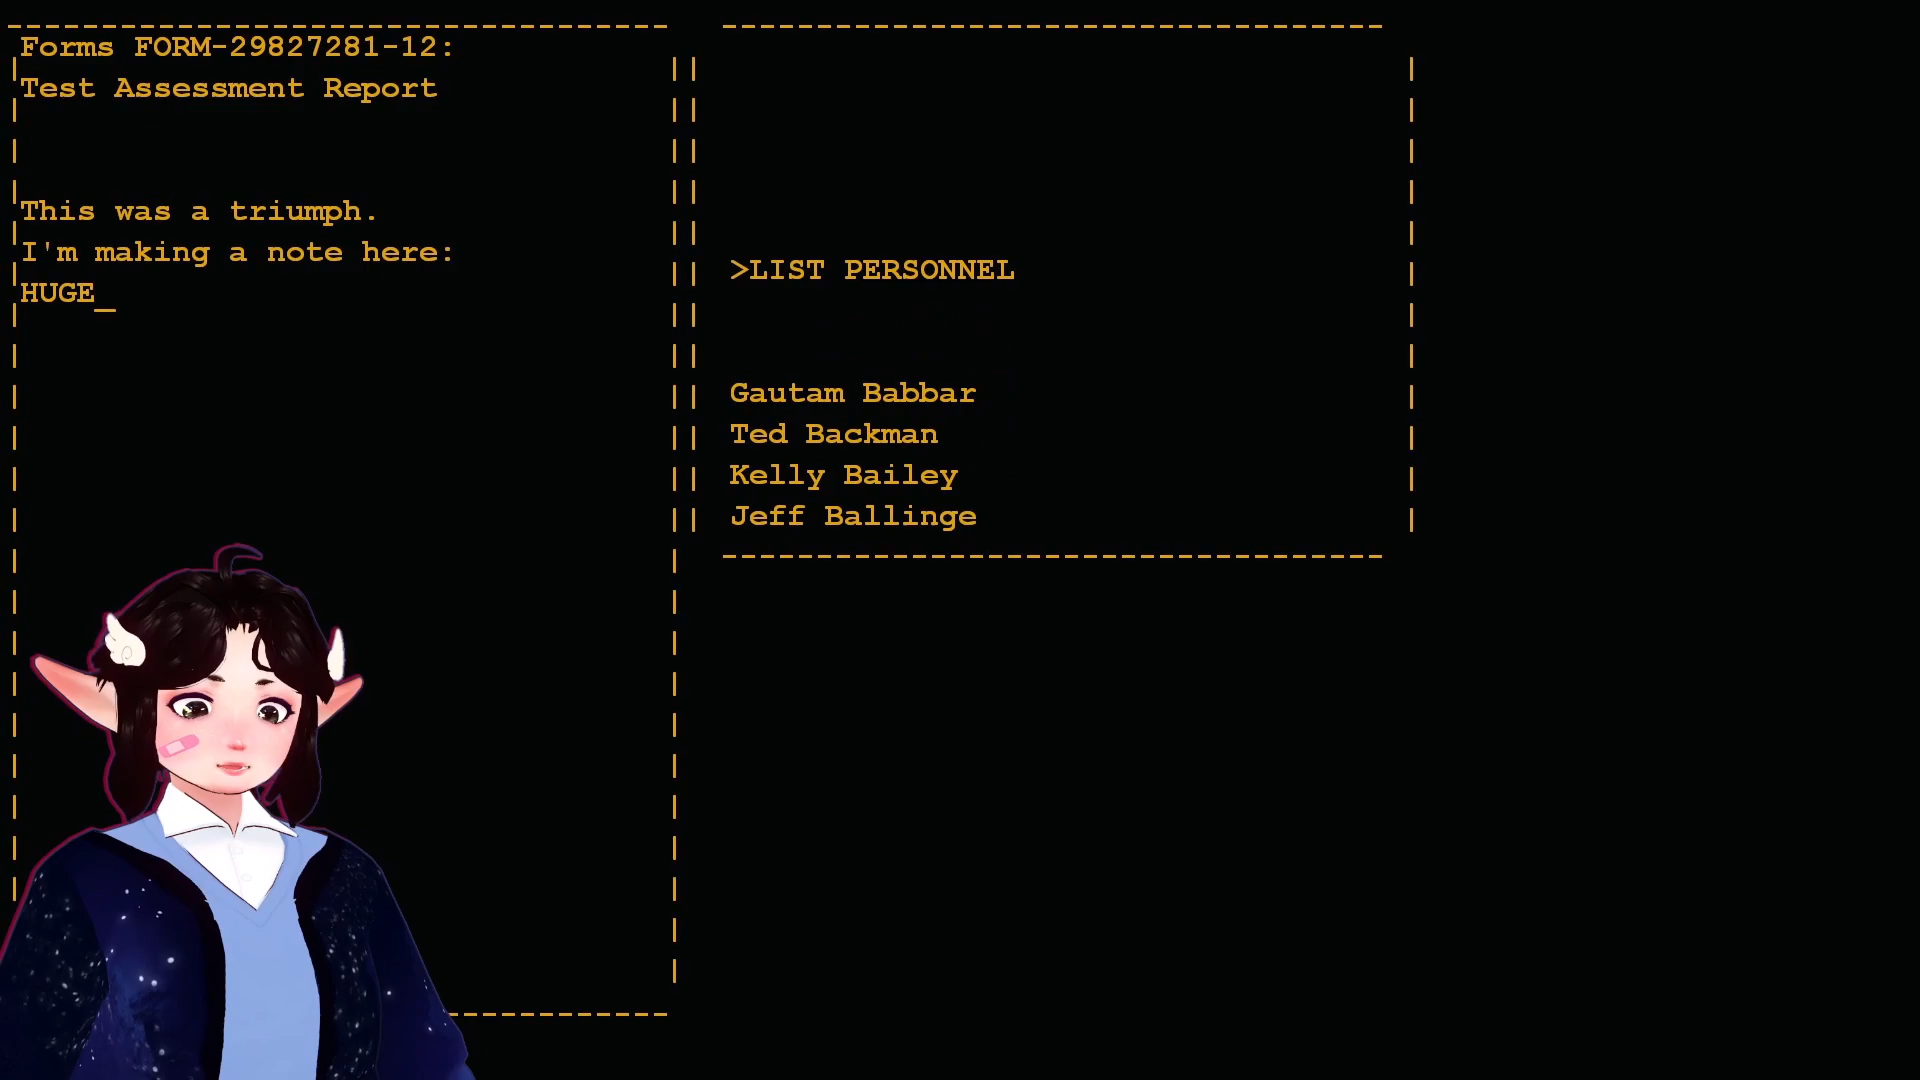 Forms FORM-29827281-12:
Test Assessment Report
This was a triumph.
I'm making a note here:
HUGE_
>LIST PERSONNEL
Gautam Babbar
Ted Backman
Kelly Bailey
Jeff Ballinge